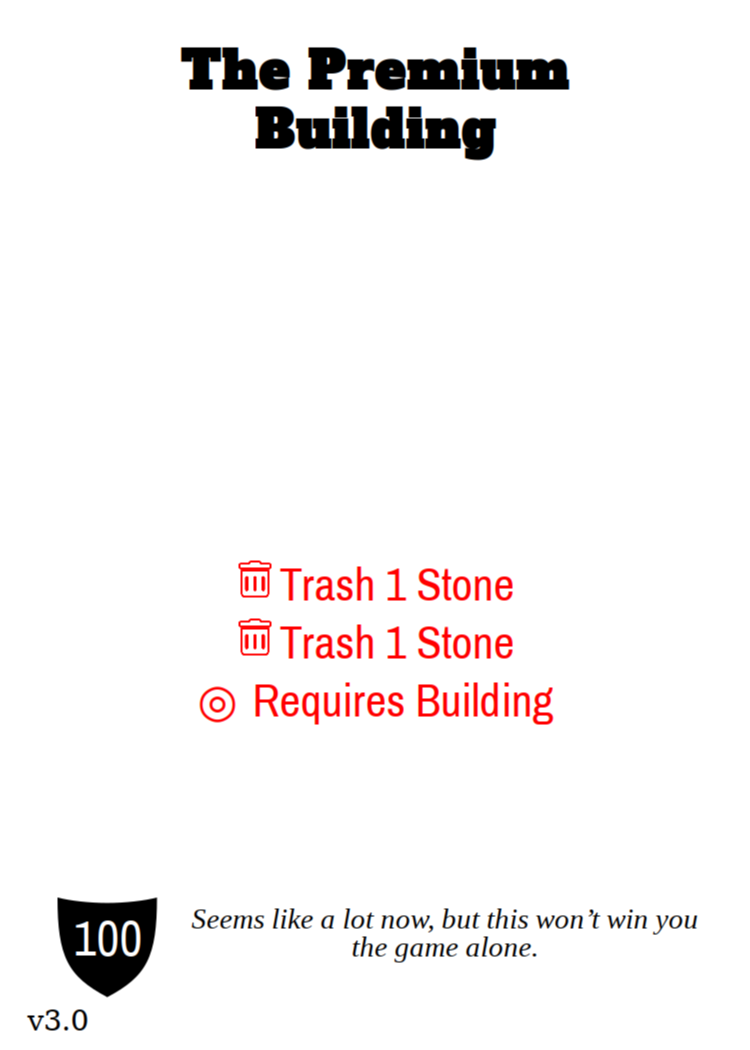 The Premium
Building
Trash 1 Stone
Trash 1 Stone
Requires Building
100
Seems like a lot now, but this won’t win you
the game alone.
v3.0